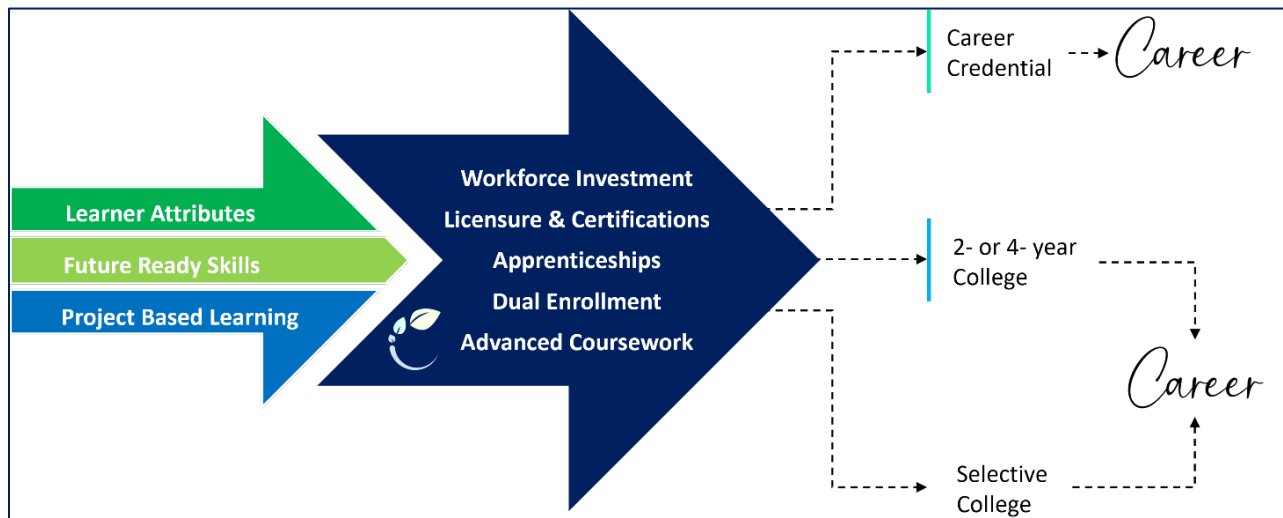 Learner Attributes
Future Ready Skills
Project Based Learning
Workforce Investment
Licensure & Certifications
Apprenticeships
Dual Enrollment
Advanced Coursework
Career
Credential
Career
2- or 4- year
College
Career
Selective
College